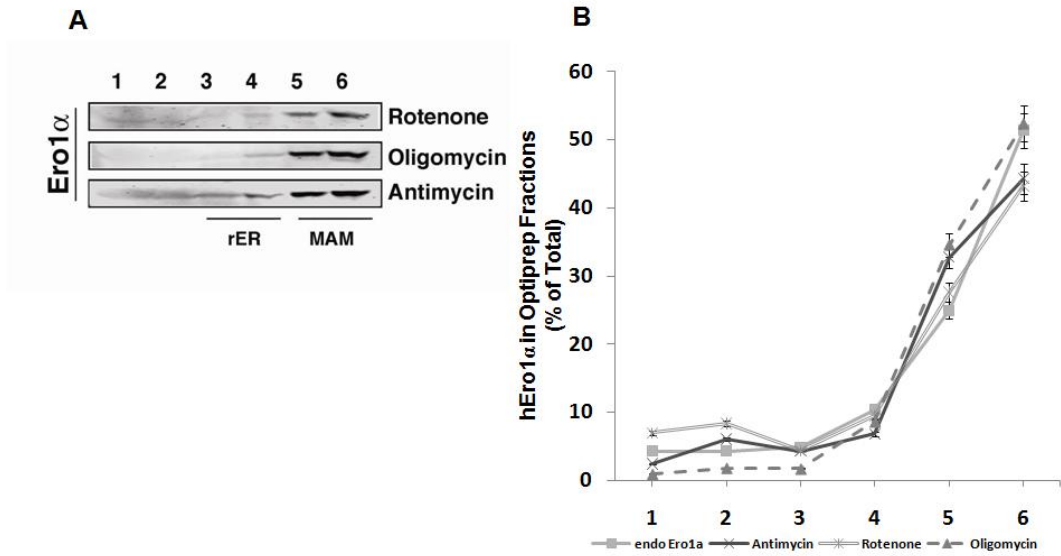 A
1 2 3 4 5 6
Ero1α
Rotenone
Oligomycin
Antimycin
rER MAM
B
hEro1α in Optiprep Fractions
(% of Total)
60
50
40
30
20
10
0
1 2 3 4 5 6
endo Ero1a Antimycin Rotenone Oligomycin